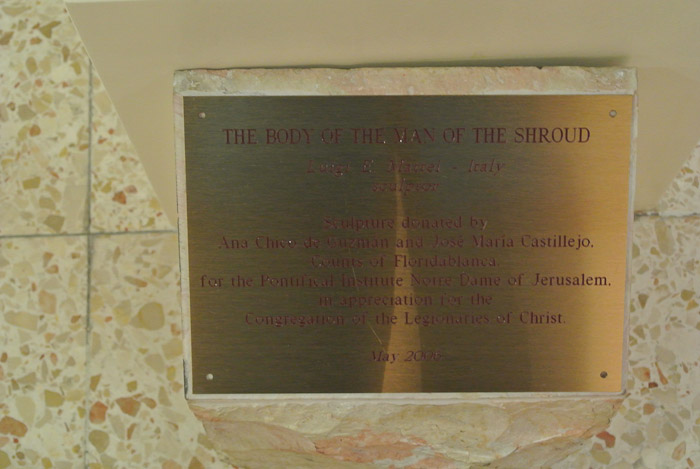 THE BODY OF THE MAN OF THE SHROUD
Luigi E. Mattei - Italy
sculptor
Sculpture donated by
Ana Chico de Guzman and Jose Maria Castillejo,
Counts of Floridablanca,
for the Pontifical Institute Notre Dame of Jerusalem,
in appreciation for the
Congregation of the Legionaries of Christ.
May 2000